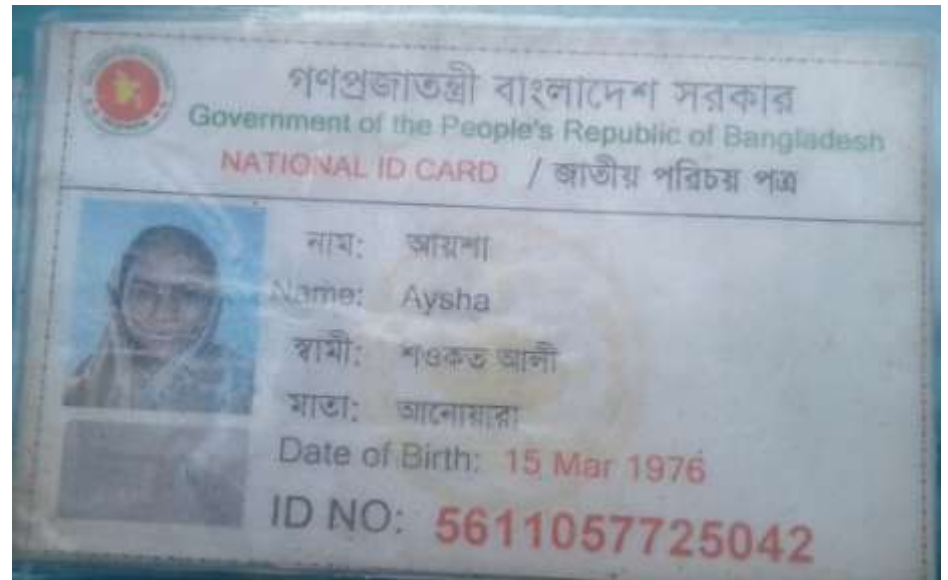 গণপ্রজাতন্ত্রী বাংলাদেশ সরকার
Government of the People's Republic of Bangladesh
NATIONAL ID CARD / জাতীয় পরিচয় পত্র
নাম: আয়শা
Name: Aysha
স্বামী: শওকত আলী
মাতা: আনোয়ারা
Date of Birth: 15 Mar 1976
ID NO: 5611057725042